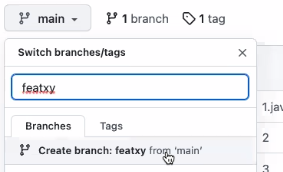 main 1 branch 1 tag
Switch branches/tags
featxy
Branches Tags
Create branch: featxy from 'main'
1.jav
2
3